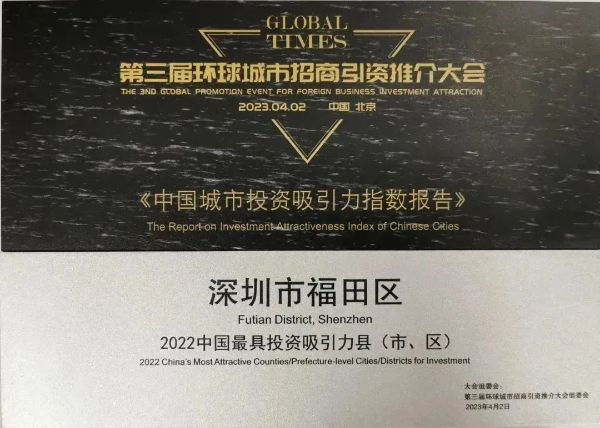 GLOBAL
TIMES
第三届环球城市招商引资推介大会
THE 3ND GLOBAL PROMOTION EVENT FOR FOREIGN BUSINESS INVESTMENT ATTRACTION
2023.04.02 中国 北京
《中国城市投资吸引力指数报告》
The Report on Investment Attractiveness Index of Chinese Cities
深圳市福田区
Futian District, Shenzhen
2022中国最具投资吸引力县（市、区）
2022 China's Most Attractive Counties/Prefecture-level Cities/Districts for Investment
大会组委会：
第三届环球城市招商引资推介大会组委会
2023年4月2日